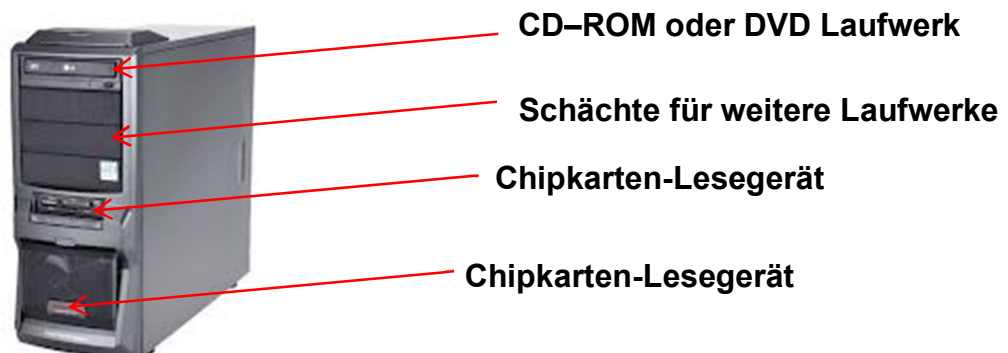 CD–ROM oder DVD Laufwerk
Schächte für weitere Laufwerke
Chipkarten-Lesegerät
Chipkarten-Lesegerät